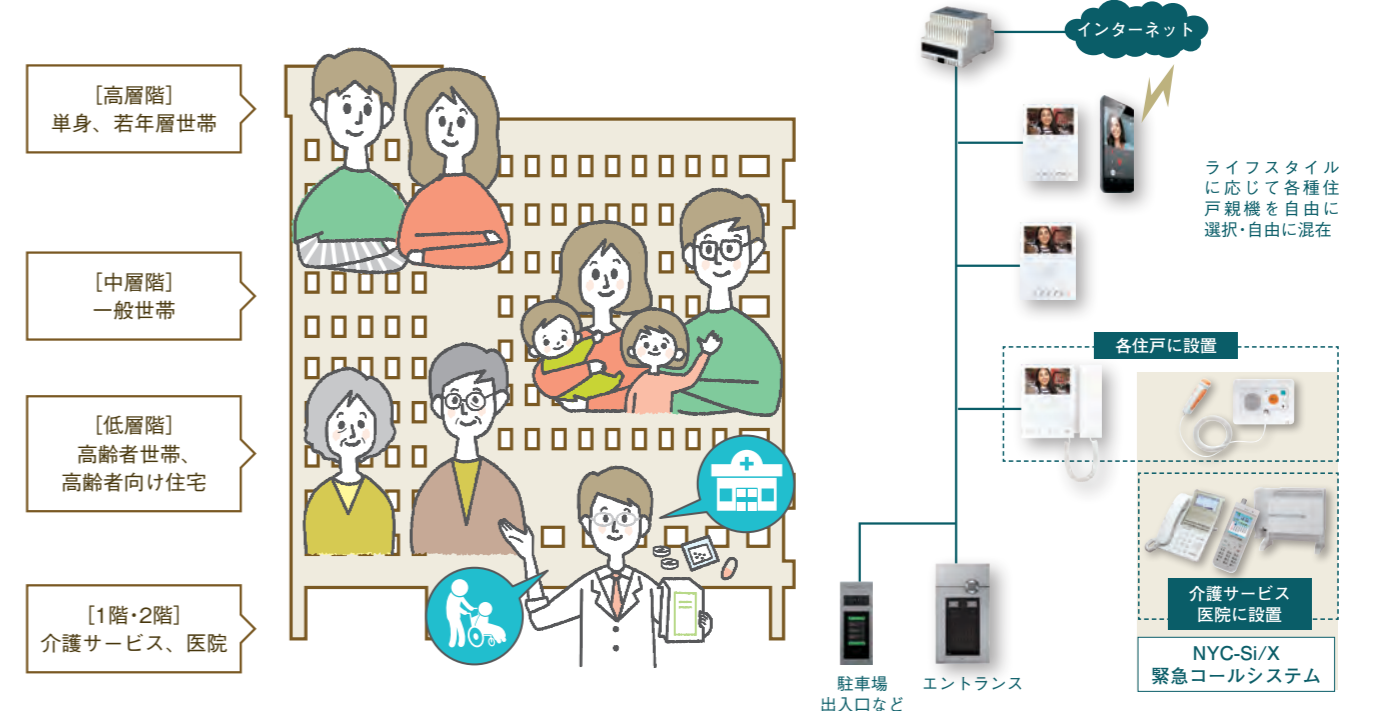 [高層階]
単身、若年層世帯
[中層階]
一般世帯
[低層階]
高齢者世帯、
高齢者向け住宅
[1階・2階]
介護サービス、医院
インターネット
ライフスタイル
に応じて各種住
戸親機を自由に
選択・自由に混在
各住戸に設置
介護サービス
医院に設置
NYC-Si/X
緊急コールシステム
駐車場
出入口など
エントランス